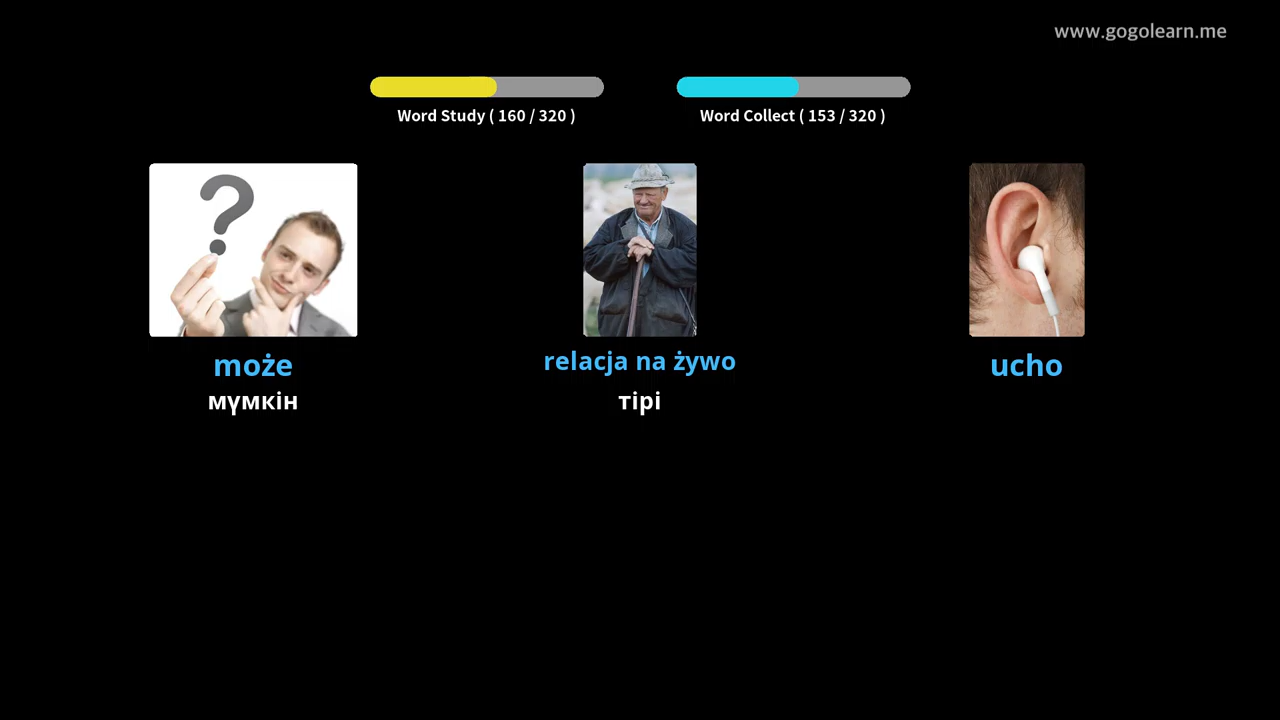 www.gogolearn.me
Word Study ( 160 / 320 )
Word Collect ( 153 / 320 )
może
relacja na żywo
ucho
мүмкін
тірі